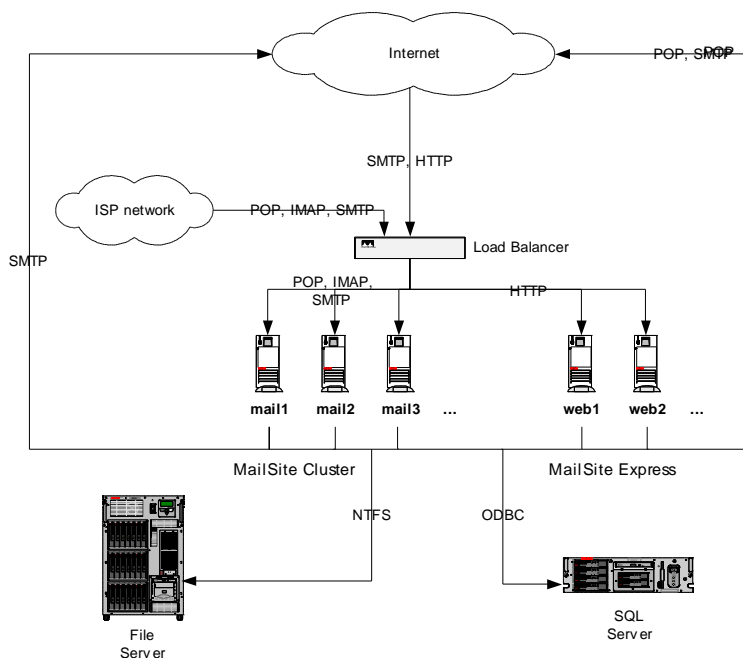 Internet
POP, SMTP
POP
SMTP, HTTP
ISP network
POP, IMAP, SMTP
Load Balancer
SMTP
POP, IMAP,
SMTP
HTTP
mail1
mail2
mail3
...
web1
web2
...
MailSite Cluster
MailSite Express
NTFS
ODBC
File
Server
SQL
Server